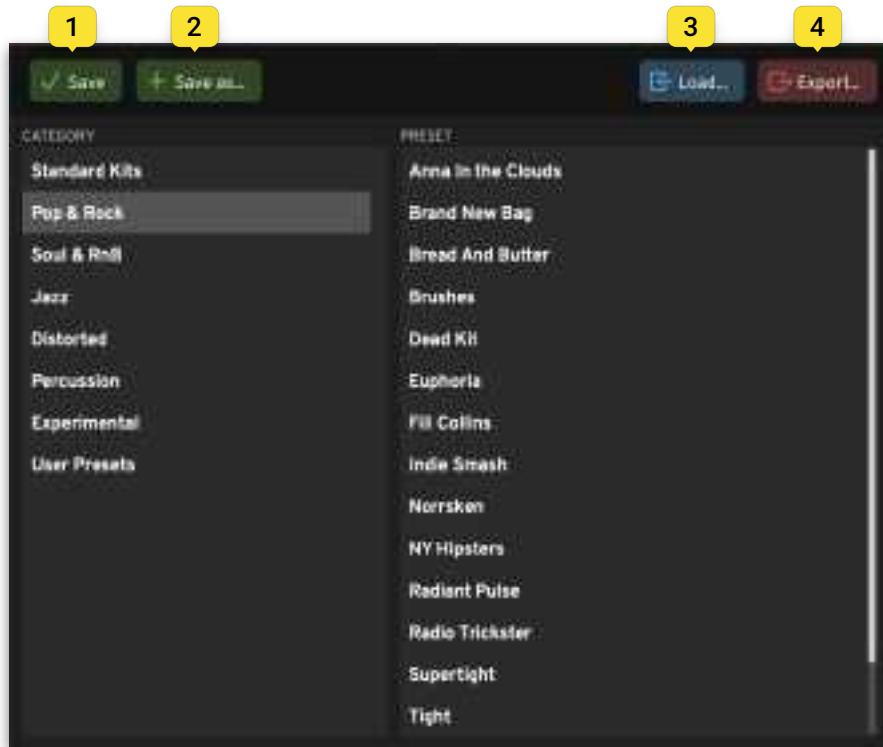 1 2 3 4
Save Save as... Load... Export...
CATEGORY PRESET
Standard Kits Anna In the Clouds
Pop & Rock Brand New Bag
Soul & RnB Bread And Butter
Jazz Brushes
Distorted Dead Kit
Percussion Euphoria
Experimental Fill Collins
User Presets Indie Smash
Norrsken
NY Hipsters
Radiant Pulse
Radio Trickster
Supertight
Tight